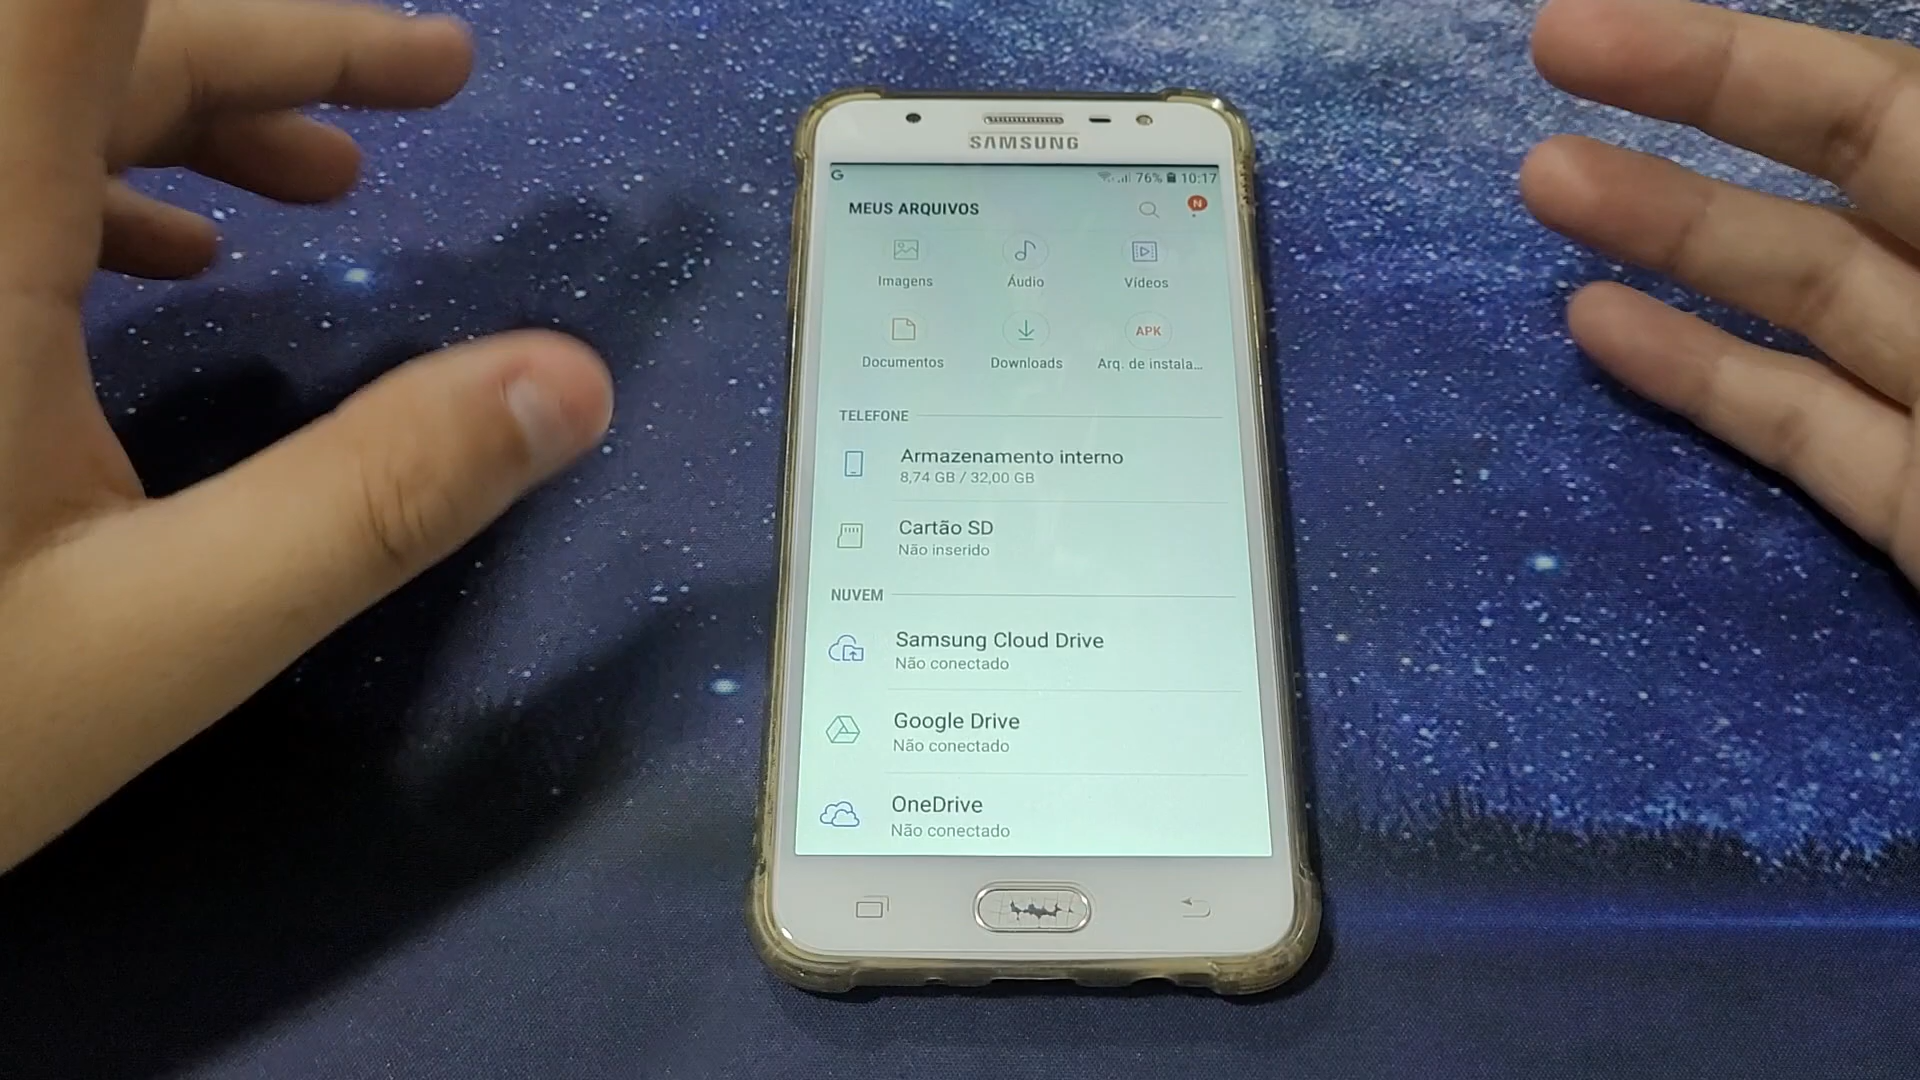 SAMSUNG
G 76% 10:17
MEUS ARQUIVOS N
Imagens Áudio Vídeos
APK
Documentos Downloads Arq. de instala...
TELEFONE
Armazenamento interno
8,74 GB / 32,00 GB
Cartão SD
Não inserido
NUVEM
Samsung Cloud Drive
Não conectado
Google Drive
Não conectado
OneDrive
Não conectado